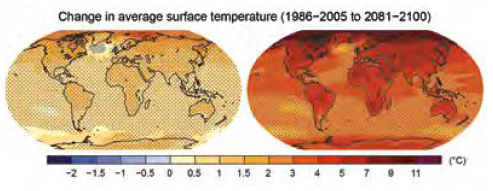 Change in average surface temperature (1986−2005 to 2081−2100)
−2 −1.5 −1 −0.5 0 0.5 1 1.5 2 3 4 5 7 9 11 (°C)